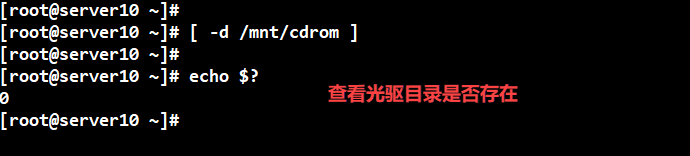 [root@server10 ~]#
[root@server10 ~]# [ -d /mnt/cdrom ]
[root@server10 ~]#
[root@server10 ~]# echo $?
查看光驱目录是否存在
0
[root@server10 ~]#